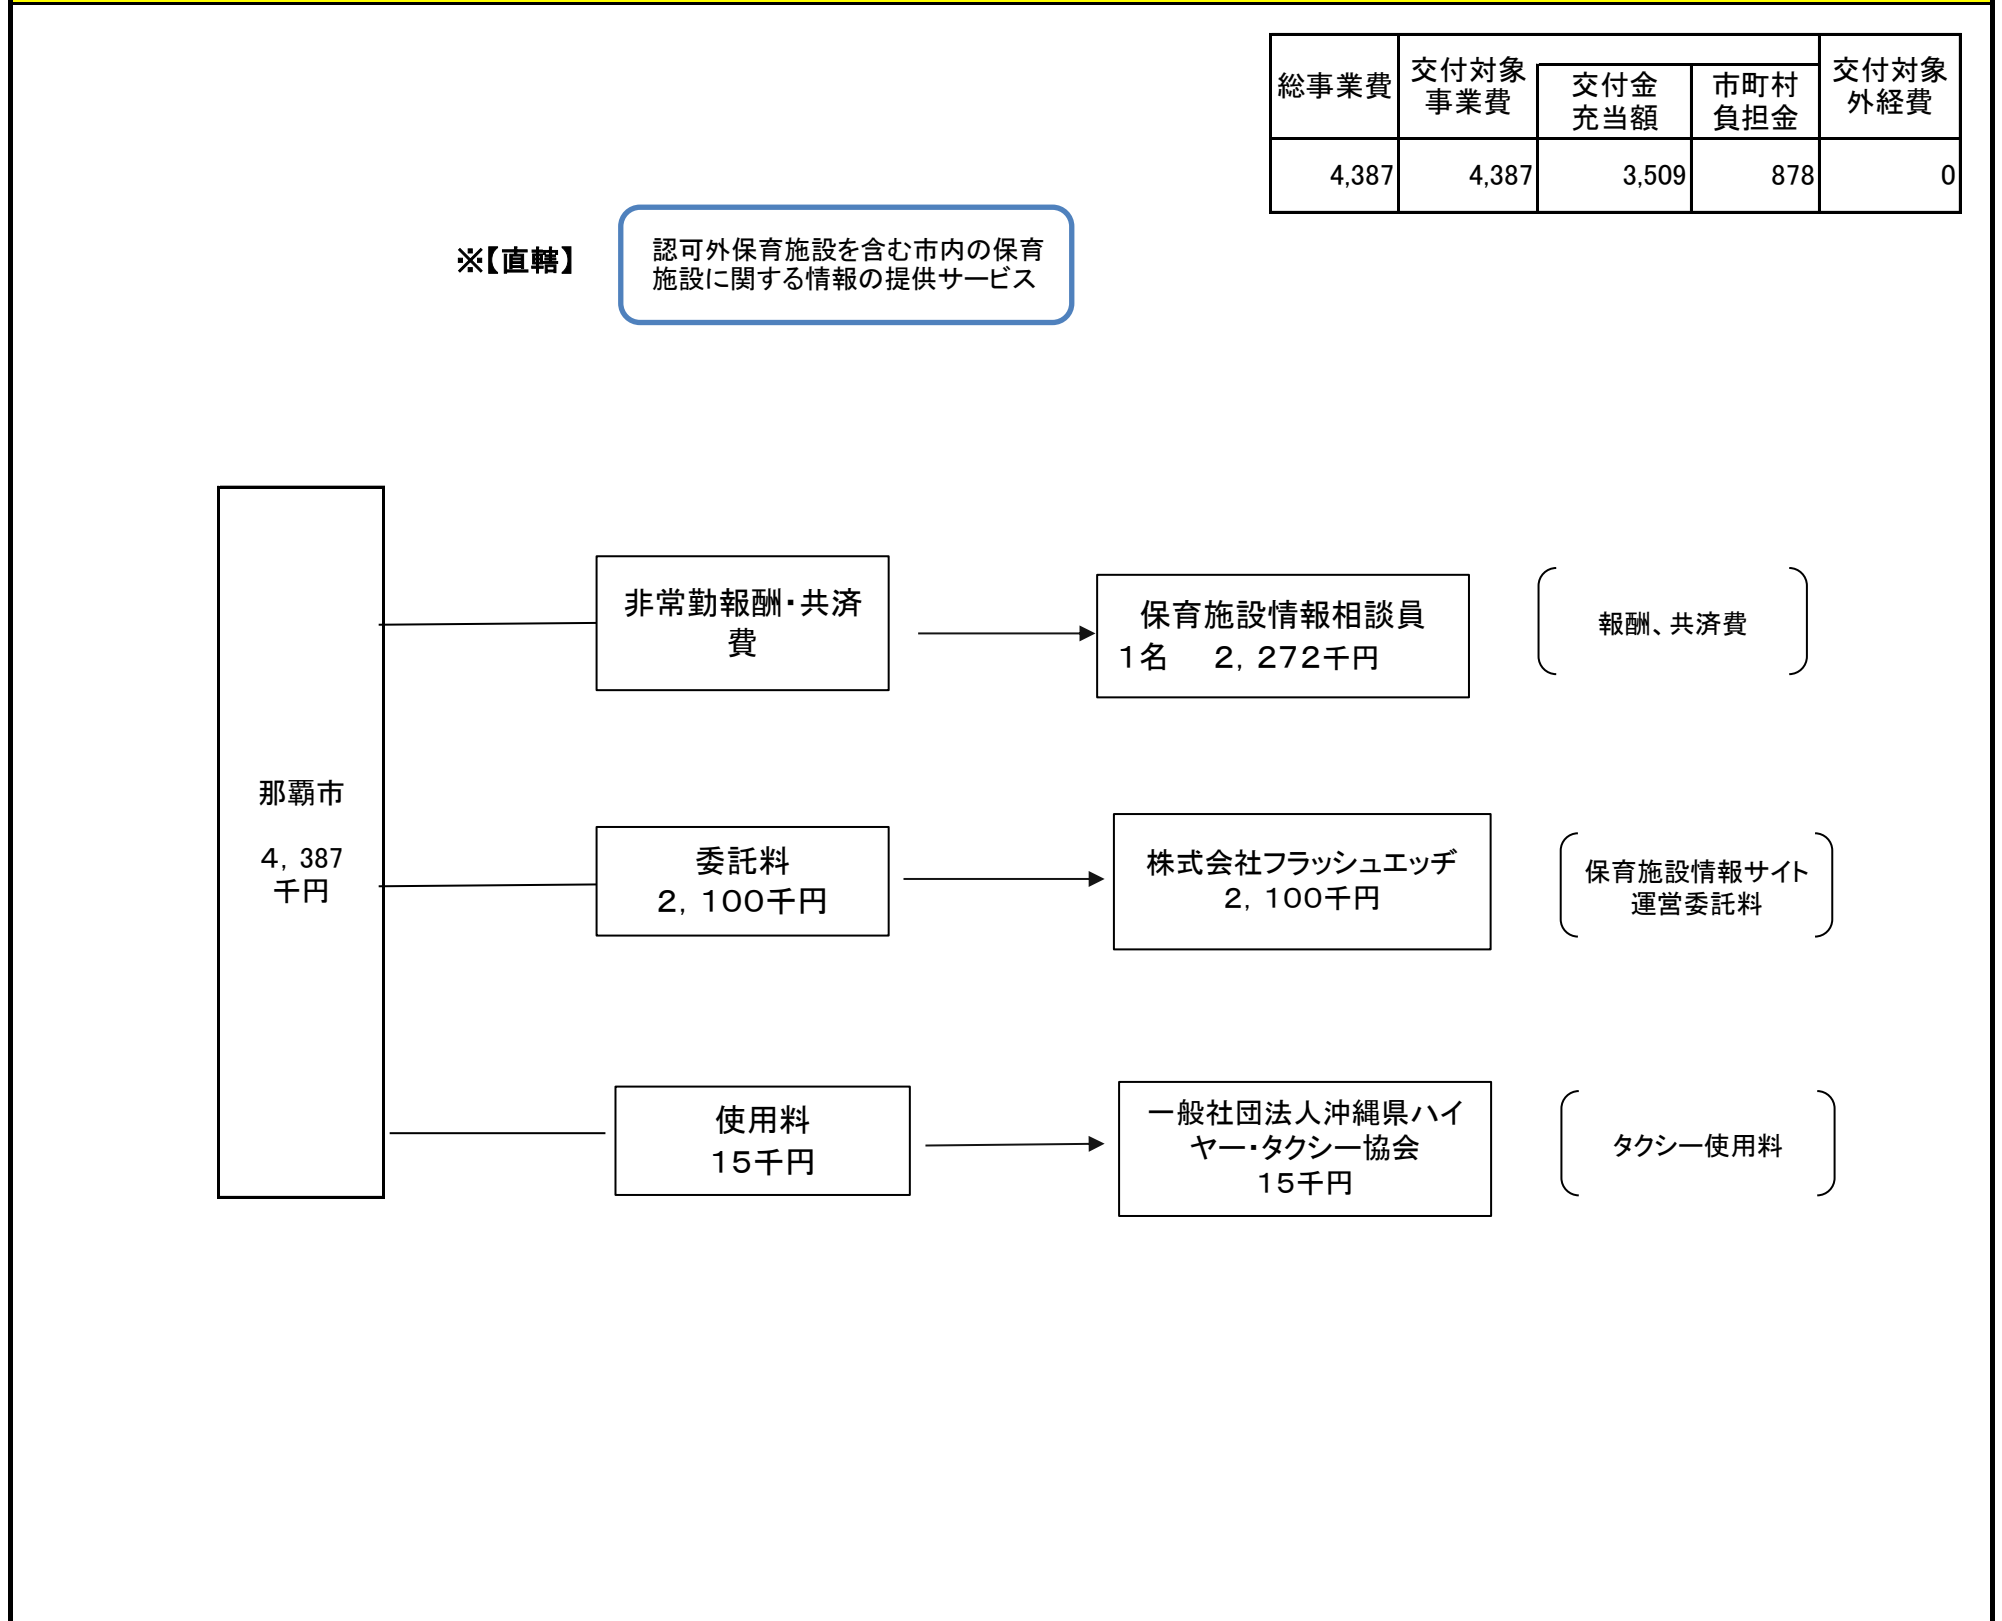 総事業費
交付対象
事業費
交付金
充当額
市町村
負担金
交付対象
外経費
4,387
4,387
3,509
878
0
※【直轄】
認可外保育施設を含む市内の保育
施設に関する情報の提供サービス
那覇市
４，387
千円
非常勤報酬・共済
費
保育施設情報相談員
１名　２，２７２千円
報酬、共済費
委託料
２，１００千円
株式会社フラッシュエッヂ
２，１００千円
保育施設情報サイト
運営委託料
使用料
１５千円
一般社団法人沖縄県ハイ
ヤー・タクシー協会
１５千円
タクシー使用料